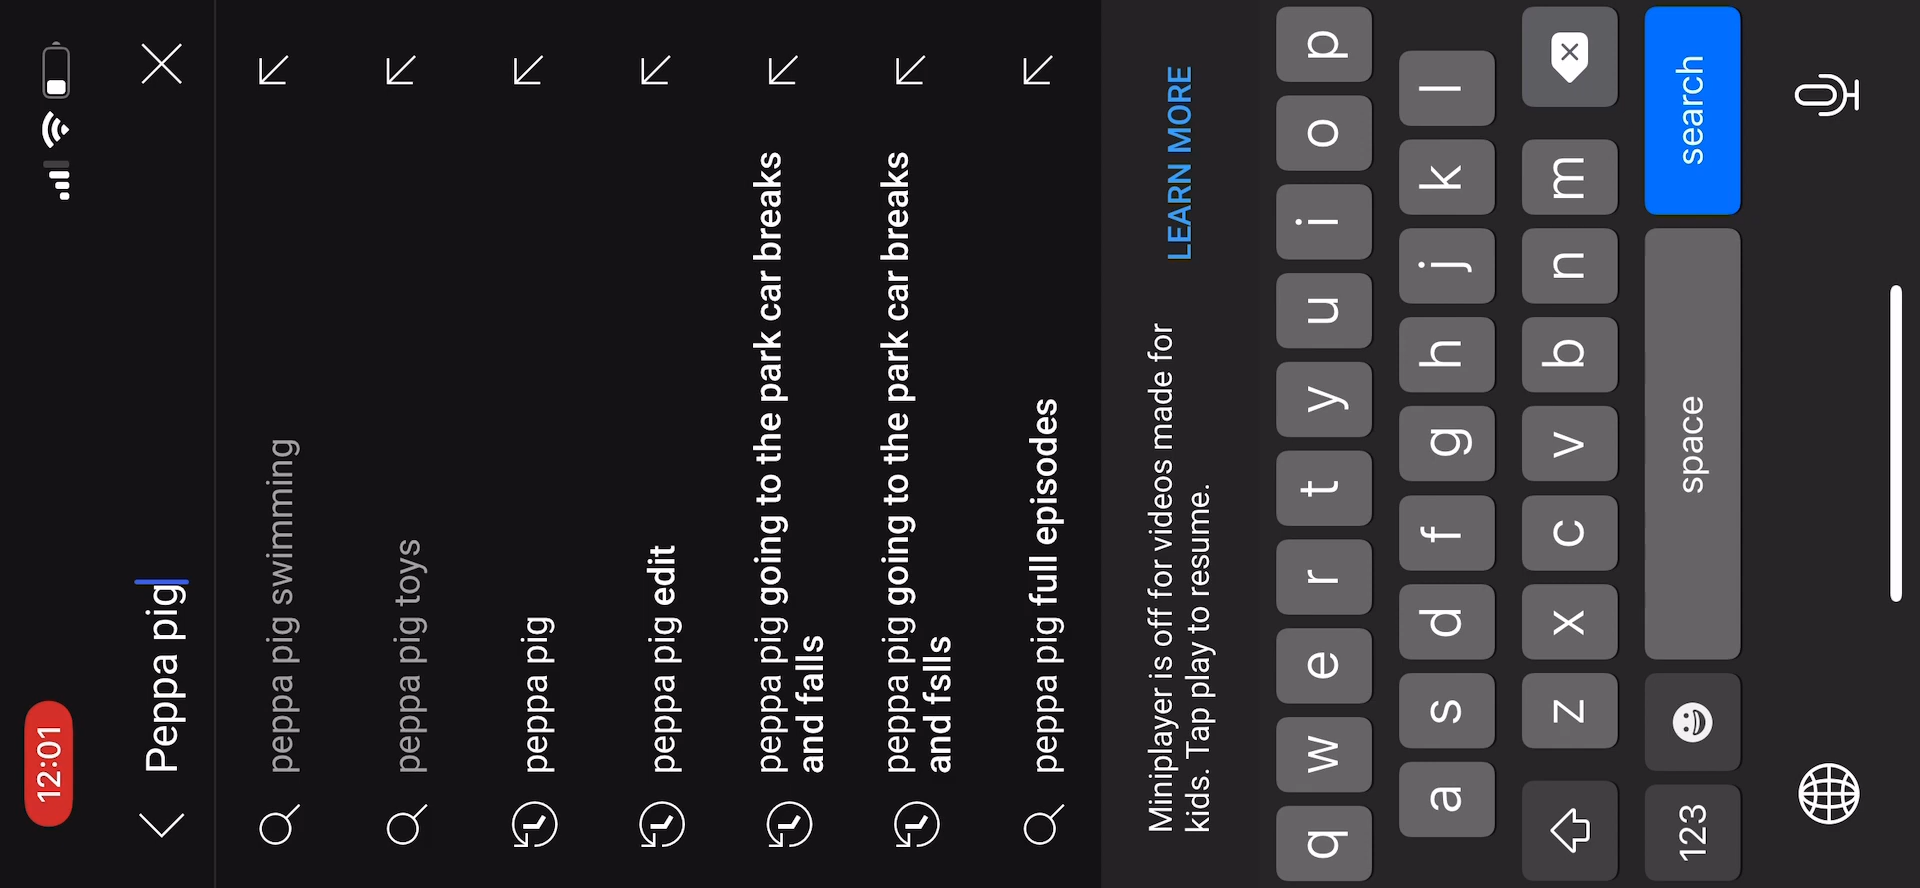 12:01
Peppa pig
peppa pig swimming
peppa pig toys
peppa pig
peppa pig edit
peppa pig going to the park car breaks
and falls
peppa pig going to the park car breaks
and fslls
peppa pig full episodes
Miniplayer is off for videos made for
kids. Tap play to resume.
LEARN MORE
q w e r t y u i o p
a s d f g h j k l
z x c v b n m
123 space search